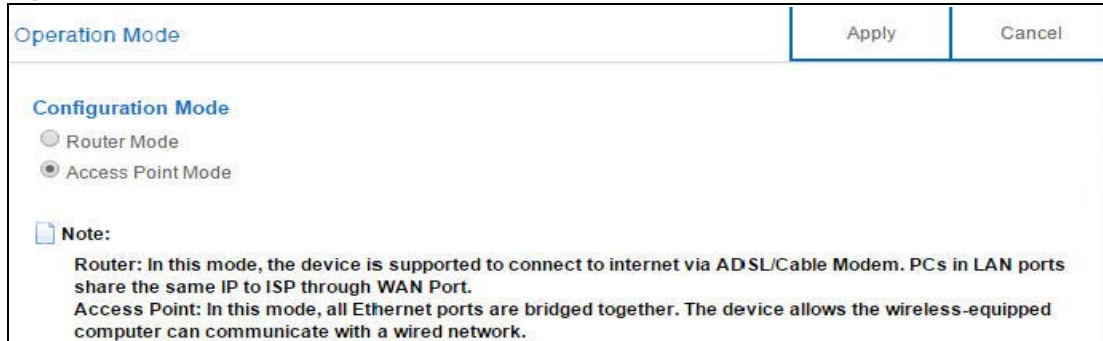 Operation Mode Apply Cancel
Configuration Mode
Router Mode
Access Point Mode
Note:
Router: In this mode, the device is supported to connect to internet via ADSL/Cable Modem. PCs in LAN ports
share the same IP to ISP through WAN Port.
Access Point: In this mode, all Ethernet ports are bridged together. The device allows the wireless-equipped
computer can communicate with a wired network.